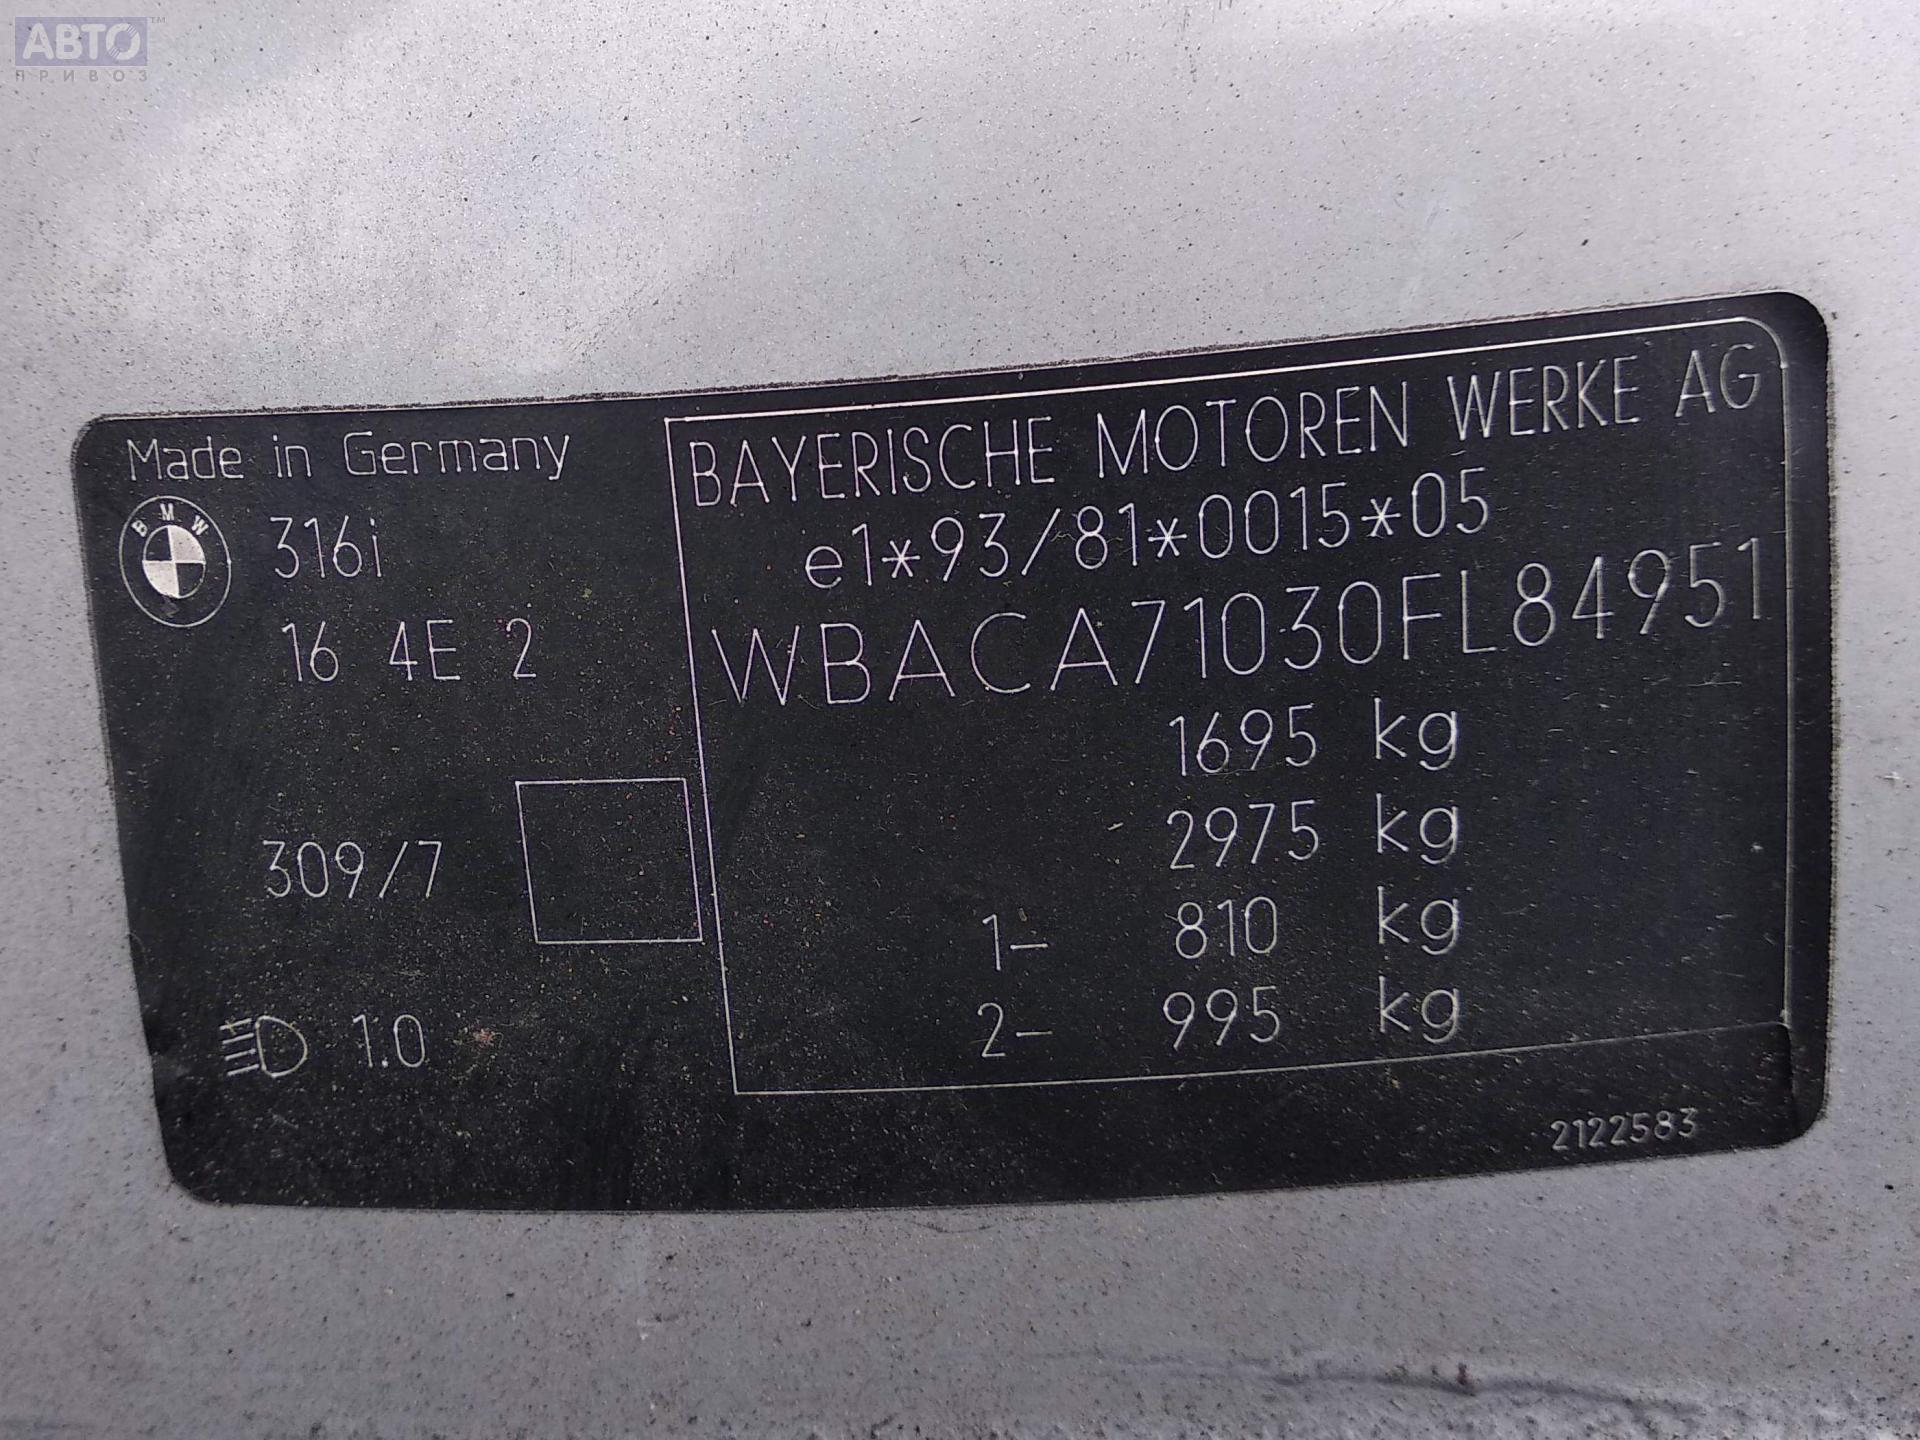 АВТО™
ПРИВОЗ
Made in Germany
BMW
316i
16 4E 2
309/7
1.0
BAYERISCHE MOTOREN WERKE AG
e1*93/81*0015*05
WBACA71030FL84951
1695 kg
2975 kg
1- 810 kg
2- 995 kg
2122583